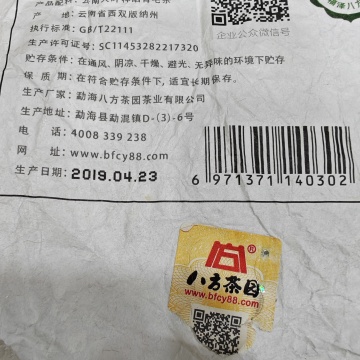 产地：云南省西双版纳州
执行标准：GB/T22111
生产许可证号：SC11453282217320
贮存条件：在通风、阴凉、干燥、避光、无异味的环境下贮存
保质期：在符合贮存条件下，适宜长期保存。
生产厂家：勐海八方茶园茶业有限公司
地址：勐海县勐混镇D-(3)-6号
电话：4008 339 238
网址：www.bfcy88.com
生产日期：2019.04.23
企业公众微信号
6 971371 140302
®
八方茶园
www.bfcy88.com